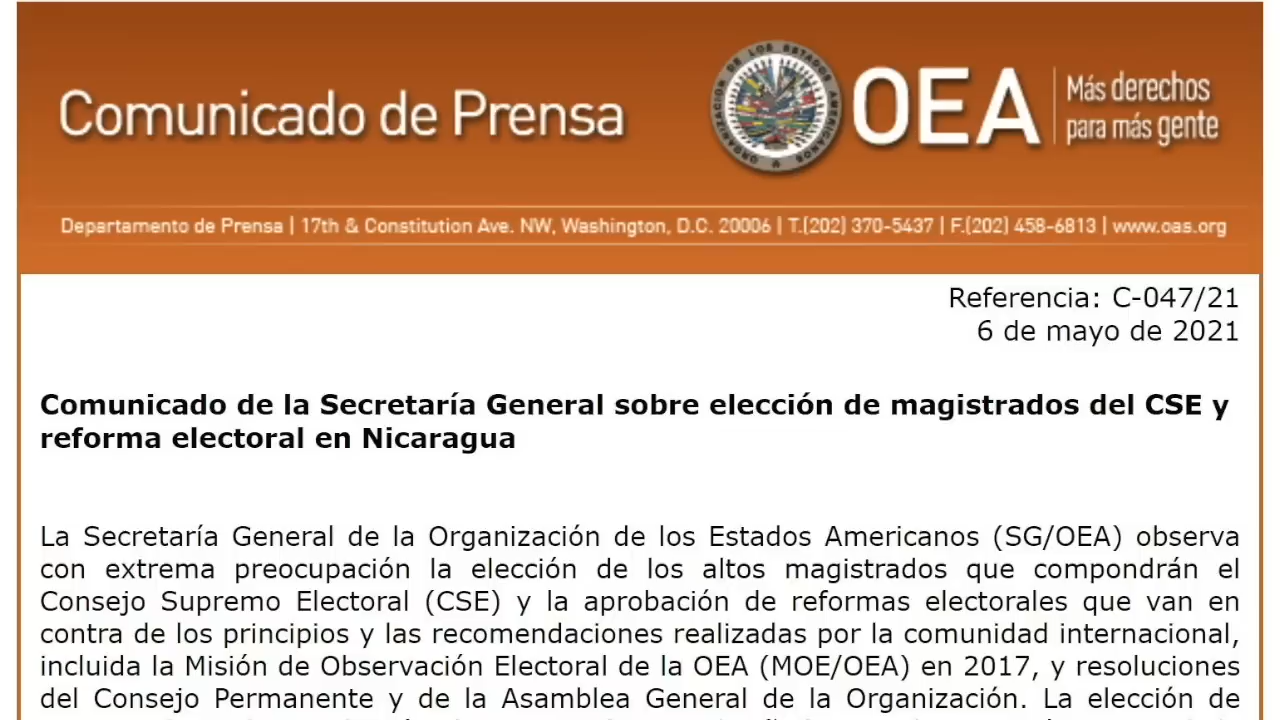 Comunicado de Prensa
ORGANIZACIÓN DE LOS ESTADOS AMERICANOS
OEA
Más derechos
para más gente
Departamento de Prensa | 17th & Constitution Ave. NW, Washington, D.C. 20006 | T.(202) 370-5437 | F.(202) 458-6813 | www.oas.org
Referencia: C-047/21
6 de mayo de 2021
Comunicado de la Secretaría General sobre elección de magistrados del CSE y
reforma electoral en Nicaragua
La Secretaría General de la Organización de los Estados Americanos (SG/OEA) observa
con extrema preocupación la elección de los altos magistrados que compondrán el
Consejo Supremo Electoral (CSE) y la aprobación de reformas electorales que van en
contra de los principios y las recomendaciones realizadas por la comunidad internacional,
incluida la Misión de Observación Electoral de la OEA (MOE/OEA) en 2017, y resoluciones
del Consejo Permanente y de la Asamblea General de la Organización. La elección de